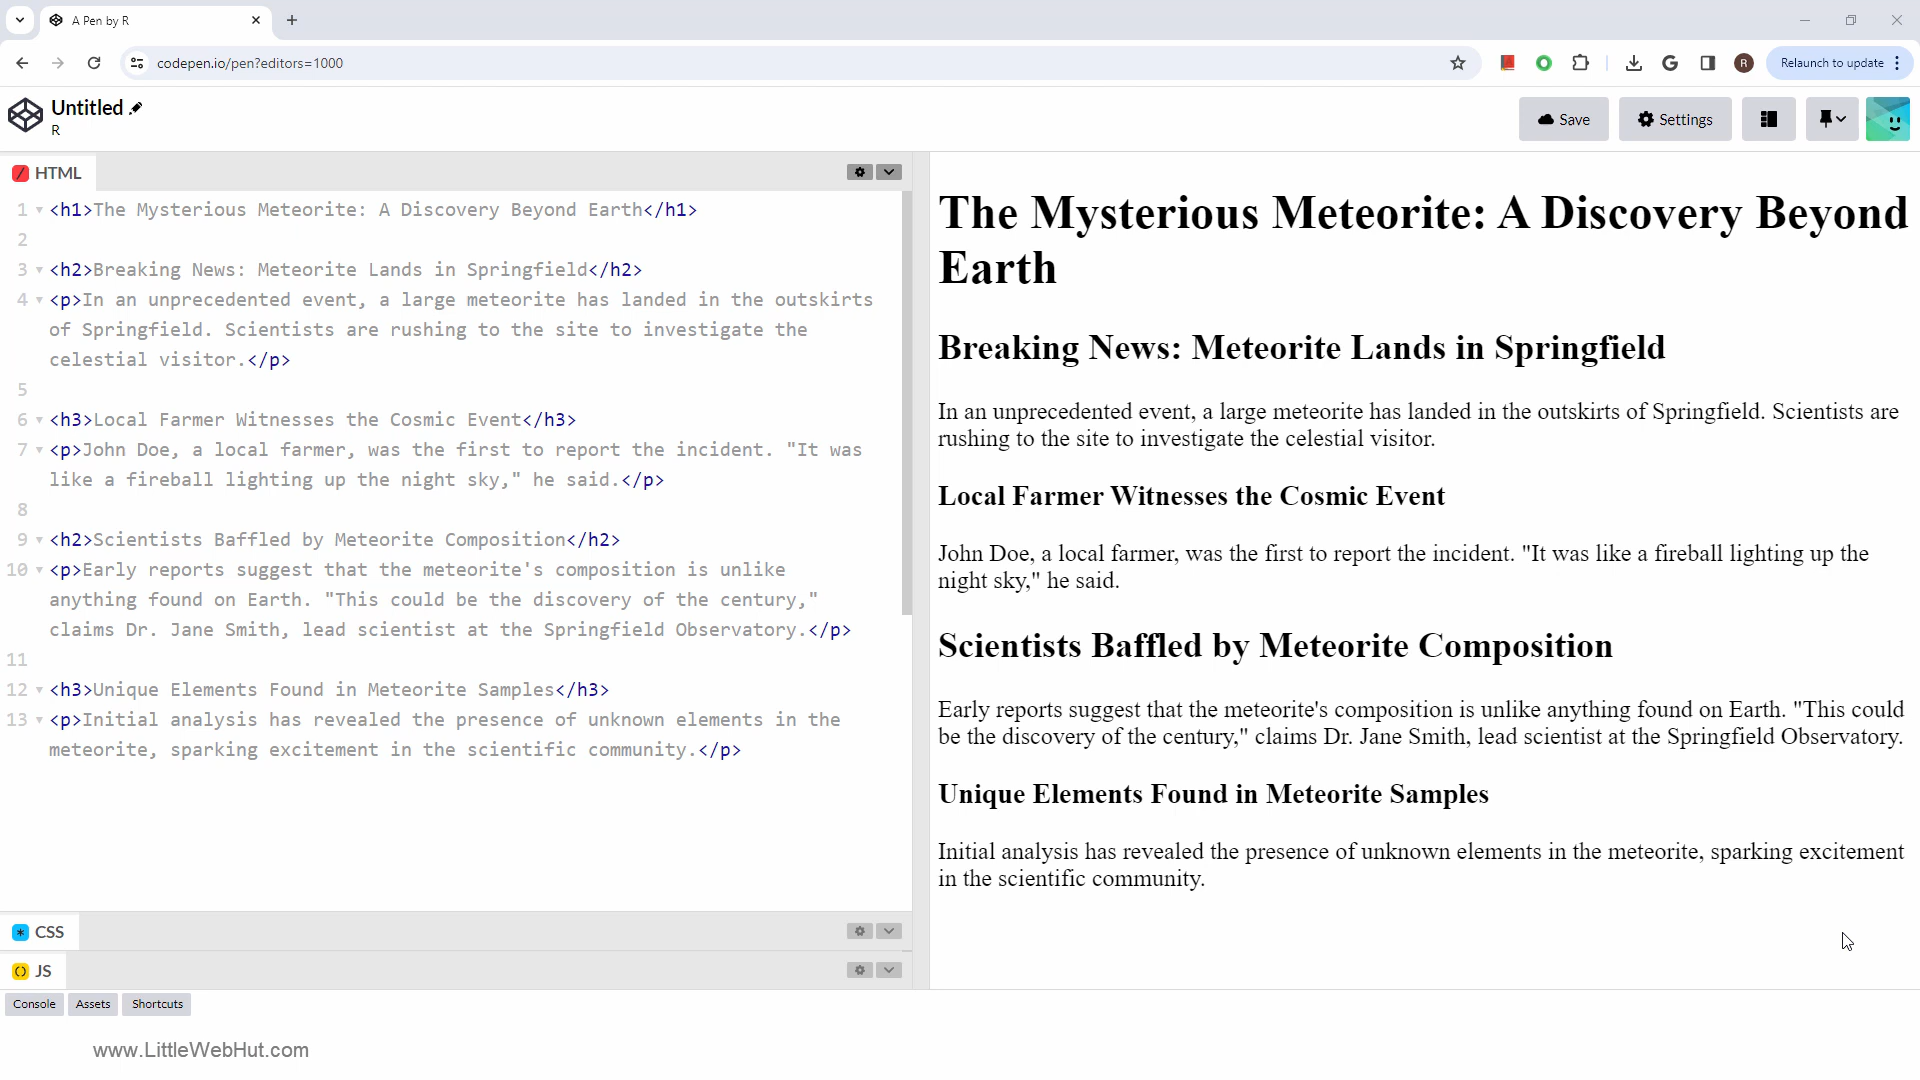 A Pen by R
codepen.io/pen?editors=1000
R
Relaunch to update
Untitled
R
Save
Settings
HTML
1 <h1>The Mysterious Meteorite: A Discovery Beyond Earth</h1>
2
3 <h2>Breaking News: Meteorite Lands in Springfield</h2>
4 <p>In an unprecedented event, a large meteorite has landed in the outskirts
of Springfield. Scientists are rushing to the site to investigate the
celestial visitor.</p>
5
6 <h3>Local Farmer Witnesses the Cosmic Event</h3>
7 <p>John Doe, a local farmer, was the first to report the incident. "It was
like a fireball lighting up the night sky," he said.</p>
8
9 <h2>Scientists Baffled by Meteorite Composition</h2>
10 <p>Early reports suggest that the meteorite's composition is unlike
anything found on Earth. "This could be the discovery of the century,"
claims Dr. Jane Smith, lead scientist at the Springfield Observatory.</p>
11
12 <h3>Unique Elements Found in Meteorite Samples</h3>
13 <p>Initial analysis has revealed the presence of unknown elements in the
meteorite, sparking excitement in the scientific community.</p>
CSS
JS
Console Assets Shortcuts
The Mysterious Meteorite: A Discovery Beyond
Earth
Breaking News: Meteorite Lands in Springfield
In an unprecedented event, a large meteorite has landed in the outskirts of Springfield. Scientists are
rushing to the site to investigate the celestial visitor.
Local Farmer Witnesses the Cosmic Event
John Doe, a local farmer, was the first to report the incident. "It was like a fireball lighting up the
night sky," he said.
Scientists Baffled by Meteorite Composition
Early reports suggest that the meteorite's composition is unlike anything found on Earth. "This could
be the discovery of the century," claims Dr. Jane Smith, lead scientist at the Springfield Observatory.
Unique Elements Found in Meteorite Samples
Initial analysis has revealed the presence of unknown elements in the meteorite, sparking excitement
in the scientific community.
www.LittleWebHut.com